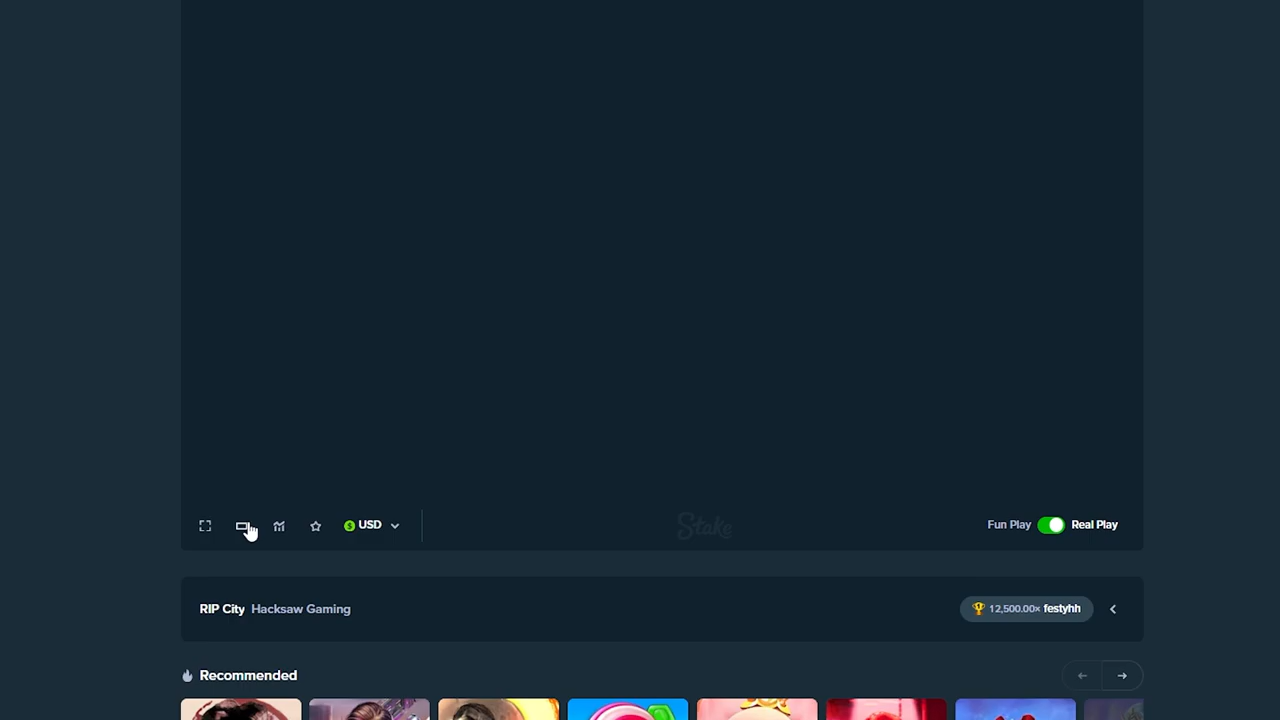 USD
Stake
Fun Play
Real Play
RIP City Hacksaw Gaming
12,500.00× festyhh
Recommended